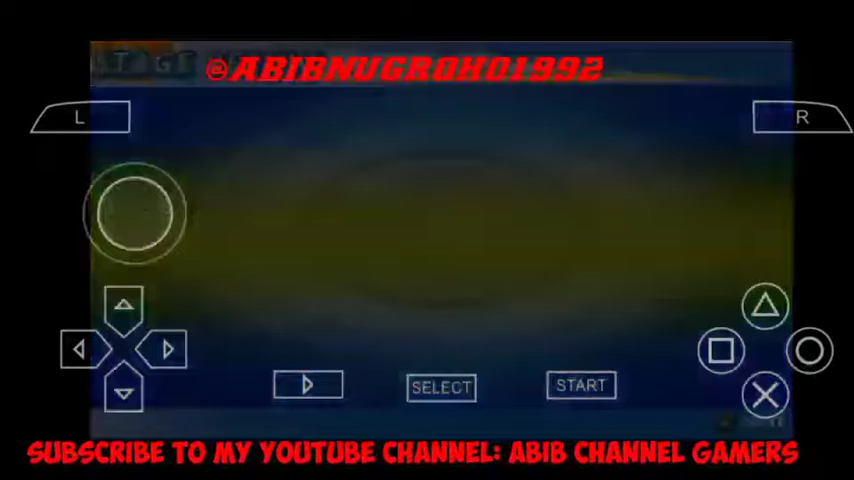 @ABIBNUGROHO1992
L
R
SELECT
START
SUBSCRIBE TO MY YOUTUBE CHANNEL: ABIB CHANNEL GAMERS